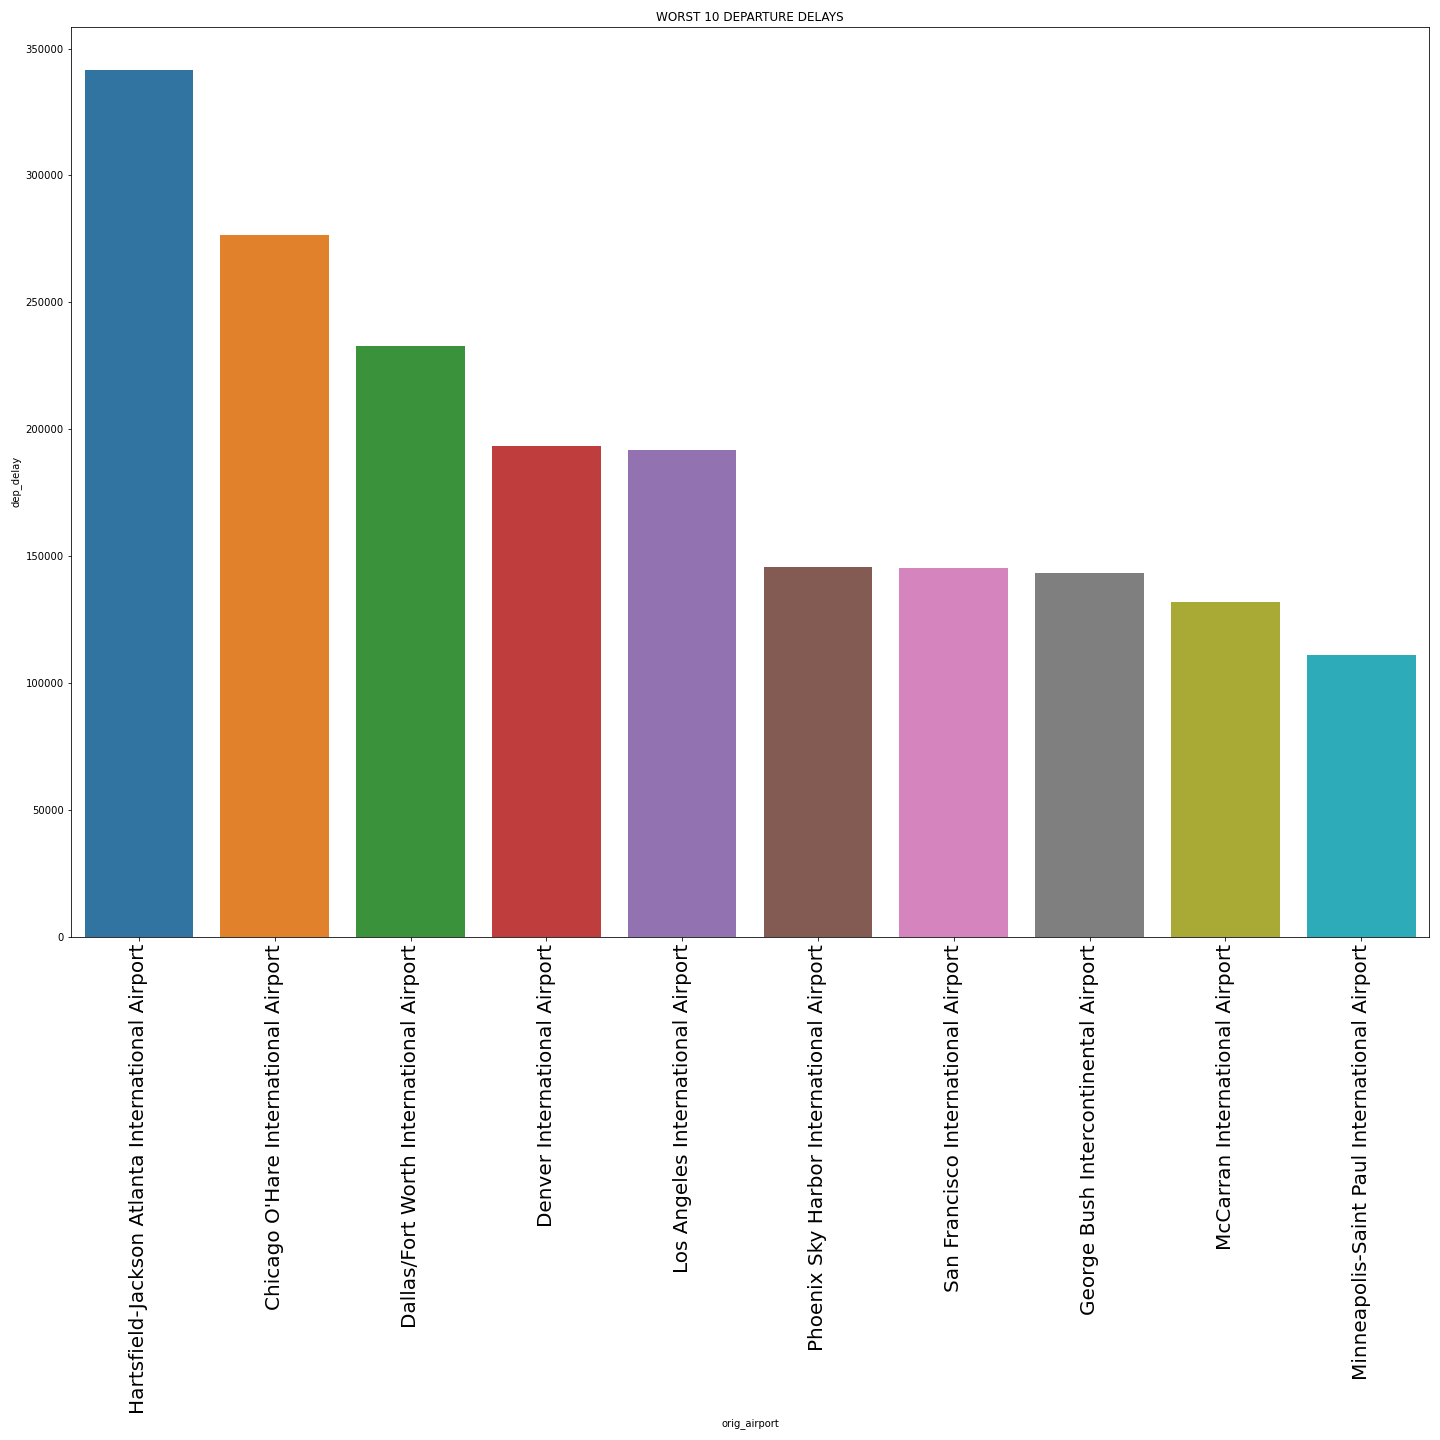 WORST 10 DEPARTURE DELAYS
350000
300000
250000
200000
150000
100000
50000
0
dep_delay
Hartsfield-Jackson Atlanta International Airport
Chicago O'Hare International Airport
Dallas/Fort Worth International Airport
Denver International Airport
Los Angeles International Airport
Phoenix Sky Harbor International Airport
San Francisco International Airport
George Bush Intercontinental Airport
McCarran International Airport
Minneapolis-Saint Paul International Airport
orig_airport